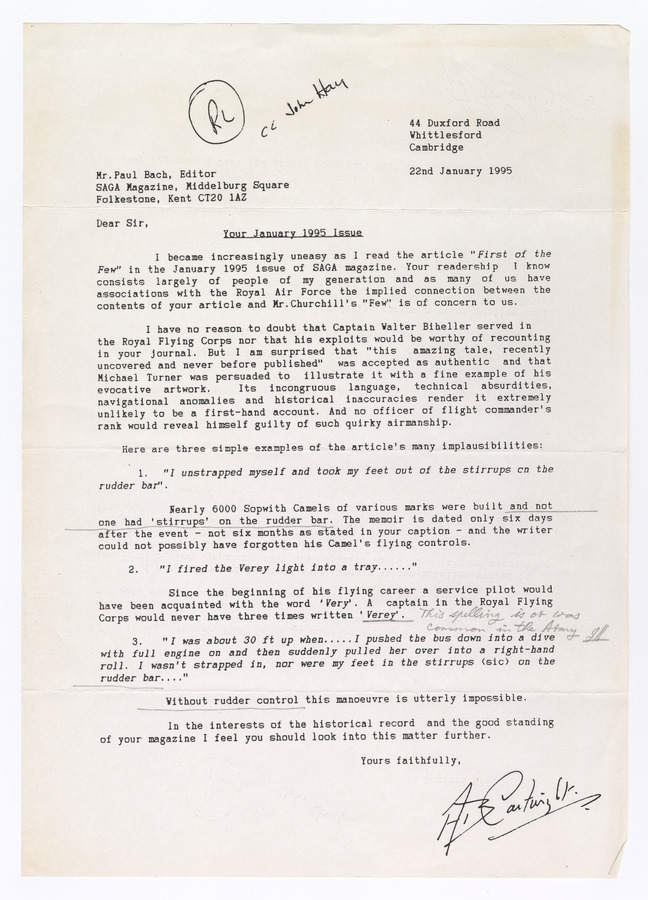 RL
cc John Hay
44 Duxford Road
Whittlesford
Cambridge
22nd January 1995
Mr.Paul Bach, Editor
SAGA Magazine, Middelburg Square
Folkestone, Kent CT20 1AZ
Dear Sir,
Your January 1995 Issue
I became increasingly uneasy as I read the article "First of the
Few" in the January 1995 issue of SAGA magazine. Your readership I know
consists largely of people of my generation and as many of us have
associations with the Royal Air Force the implied connection between the
contents of your article and Mr.Churchill's "Few" is of concern to us.
I have no reason to doubt that Captain Walter Biheller served in
the Royal Flying Corps nor that his exploits would be worthy of recounting
in your journal. But I am surprised that "this amazing tale, recently
uncovered and never before published" was accepted as authentic and that
Michael Turner was persuaded to illustrate it with a fine example of his
evocative artwork. Its incongruous language, technical absurdities,
navigational anomalies and historical inaccuracies render it extremely
unlikely to be a first-hand account. And no officer of flight commander's
rank would reveal himself guilty of such quirky airmanship.
Here are three simple examples of the article's many implausibilities:
1. "I unstrapped myself and took my feet out of the stirrups on the
rudder bar".
Nearly 6000 Sopwith Camels of various marks were built and not
one had 'stirrups' on the rudder bar. The memoir is dated only six days
after the event - not six months as stated in your caption - and the writer
could not possibly have forgotten his Camel's flying controls.
2. "I fired the Verey light into a tray......"
Since the beginning of his flying career a service pilot would
have been acquainted with the word 'Very'. A captain in the Royal Flying
Corps would never have three times written 'Verey'.
This spelling is or was
common in the Army
3. "I was about 30 ft up when.....I pushed the bus down into a dive
with full engine on and then suddenly pulled her over into a right-hand
roll. I wasn't strapped in, nor were my feet in the stirrups (sic) on the
rudder bar...."
Without rudder control this manoeuvre is utterly impossible.
In the interests of the historical record and the good standing
of your magazine I feel you should look into this matter further.
Yours faithfully,
Cartwright.